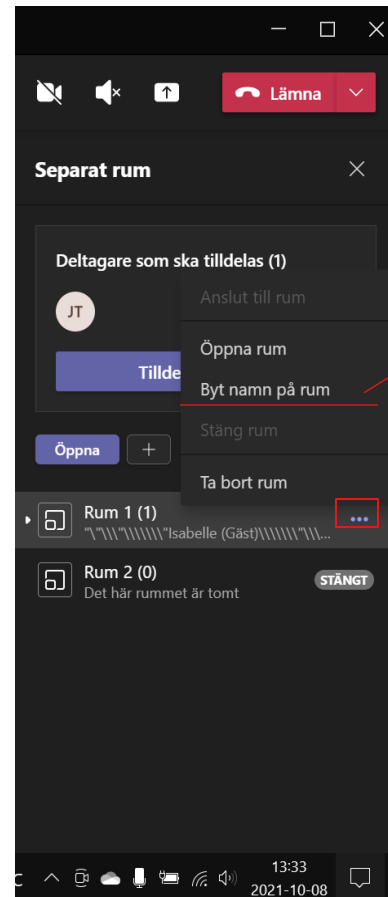 Lämna
Separat rum
Deltagare som ska tilldelas (1)
JT
Anslut till rum
Öppna rum
Tillde
Byt namn på rum
Stäng rum
Öppna
Ta bort rum
Rum 1 (1)
"\"\\\"\\\\\\\"Isabelle (Gäst)\\\\\\\"\\\...
Rum 2 (0)
Det här rummet är tomt
STÄNGT
13:33
2021-10-08